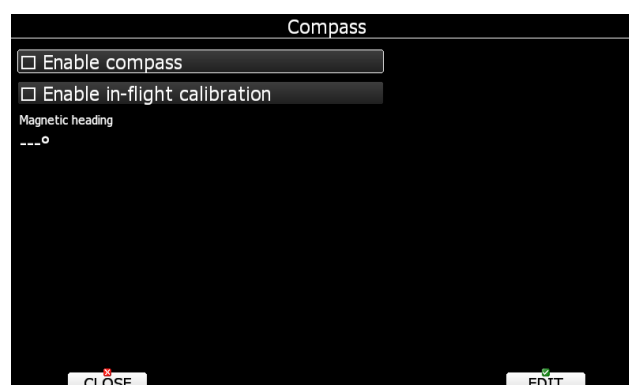 Compass
Enable compass
Enable in-flight calibration
Magnetic heading
---°
CLOSE
EDIT